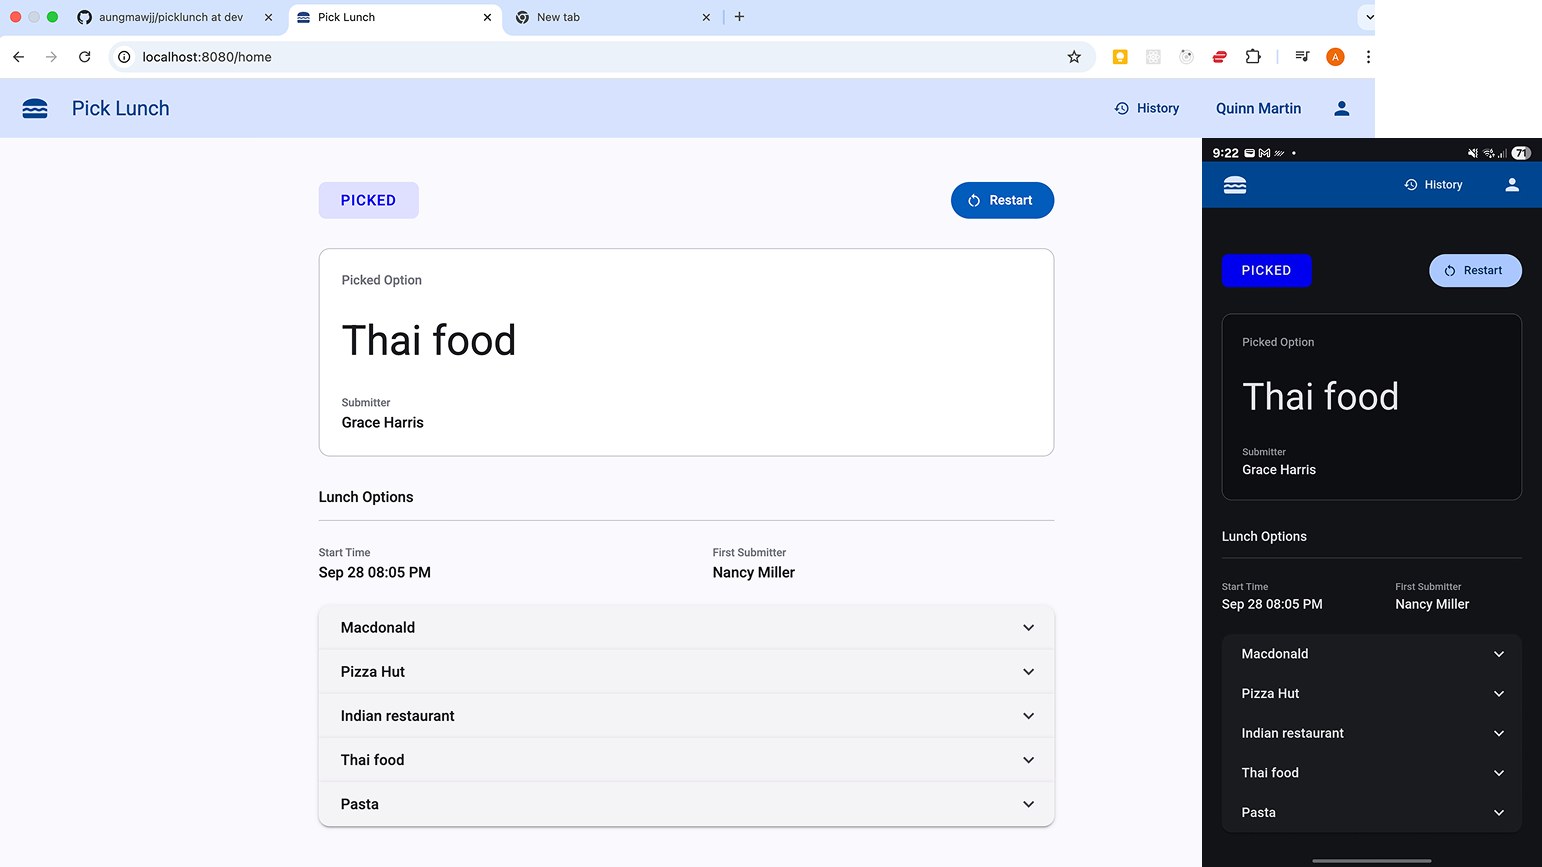 aungmawjj/picklunch at dev
Pick Lunch
New tab
localhost:8080/home
A
Pick Lunch
History
Quinn Martin
PICKED
Restart
Picked Option
Thai food
Submitter
Grace Harris
Lunch Options
Start Time
First Submitter
Sep 28 08:05 PM
Nancy Miller
Macdonald
Pizza Hut
Indian restaurant
Thai food
Pasta
9:22
71
History
PICKED
Restart
Picked Option
Thai food
Submitter
Grace Harris
Lunch Options
Start Time
First Submitter
Sep 28 08:05 PM
Nancy Miller
Macdonald
Pizza Hut
Indian restaurant
Thai food
Pasta